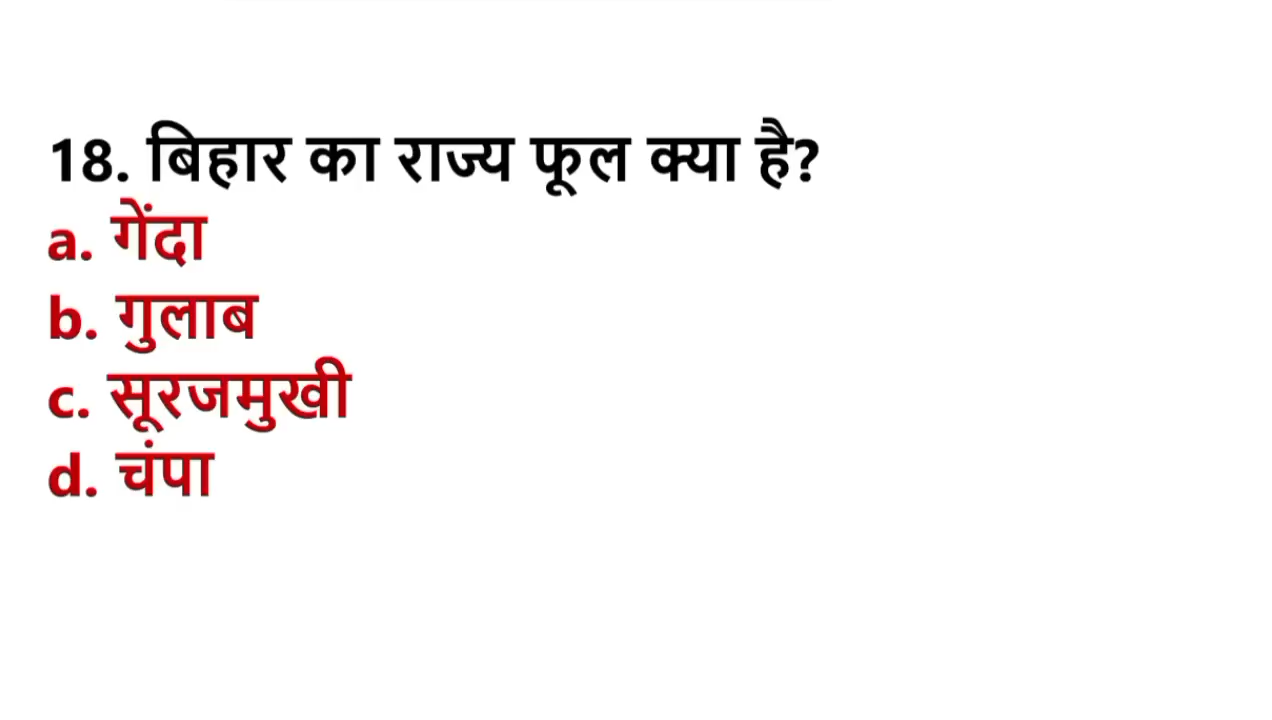 18. बिहार का राज्य फूल क्या है?
a. गेंदा
b. गुलाब
c. सूरजमुखी
d. चंपा